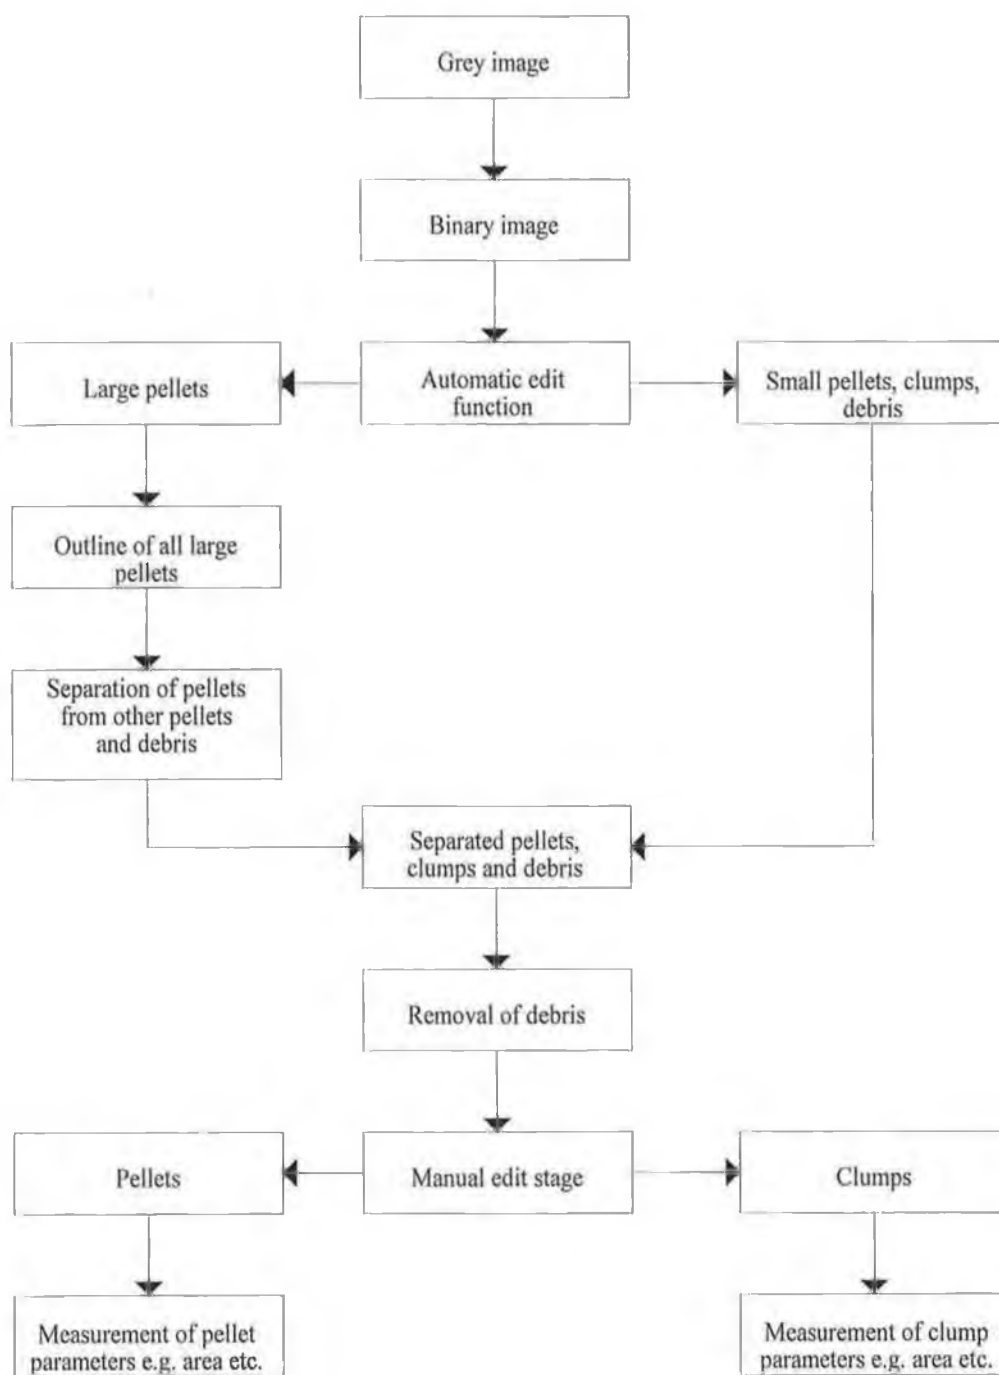 Grey image
Binary image
Large pellets
Automatic edit
function
Small pellets, clumps,
debris
Outline of all large
pellets
Separation of pellets
from other pellets
and debris
Separated pellets,
clumps and debris
Removal of debris
Pellets
Manual edit stage
Clumps
Measurement of pellet
parameters e.g. area etc.
Measurement of clump
parameters e.g. area etc.